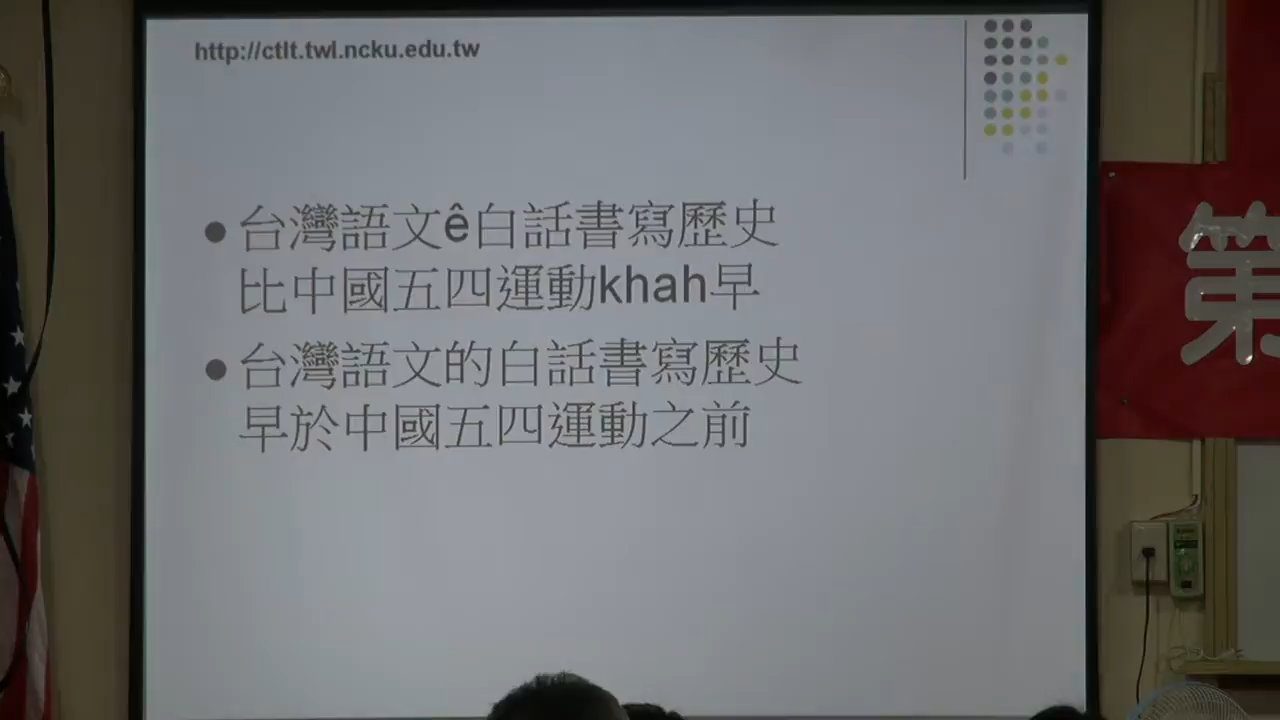 http://ctlt.twl.ncku.edu.tw
台灣語文ê白話書寫歷史
比中國五四運動khah早
台灣語文的白話書寫歷史
早於中國五四運動之前
第